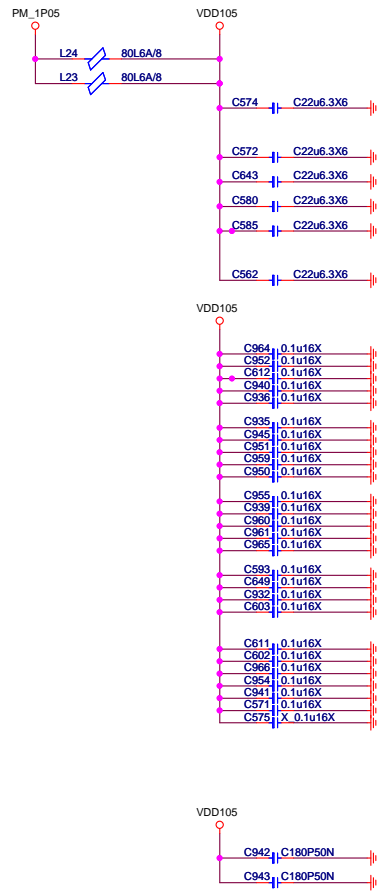 PM_1P05 VDD105
L24 80L6A/8
L23 80L6A/8
C574 C22u6.3X6
C572 C22u6.3X6
C643 C22u6.3X6
C580 C22u6.3X6
C585 C22u6.3X6
C562 C22u6.3X6
VDD105
C964 0.1u16X
C952 0.1u16X
C612 0.1u16X
C940 0.1u16X
C936 0.1u16X
C935 0.1u16X
C945 0.1u16X
C951 0.1u16X
C959 0.1u16X
C950 0.1u16X
C955 0.1u16X
C939 0.1u16X
C960 0.1u16X
C961 0.1u16X
C965 0.1u16X
C593 0.1u16X
C649 0.1u16X
C932 0.1u16X
C603 0.1u16X
C611 0.1u16X
C602 0.1u16X
C966 0.1u16X
C954 0.1u16X
C941 0.1u16X
C571 0.1u16X
C575 X_0.1u16X
VDD105
C942 C180P50N
C943 C180P50N